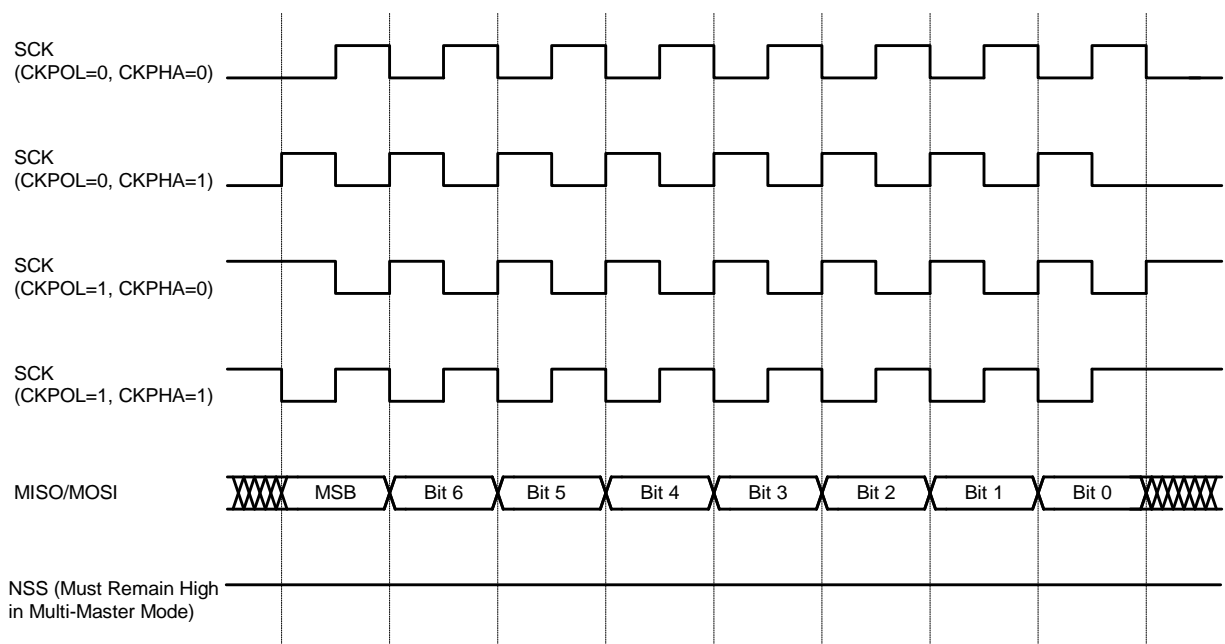 SCK
(CKPOL=0, CKPHA=0)
SCK
(CKPOL=0, CKPHA=1)
SCK
(CKPOL=1, CKPHA=0)
SCK
(CKPOL=1, CKPHA=1)
MISO/MOSI MSB Bit 6 Bit 5 Bit 4 Bit 3 Bit 2 Bit 1 Bit 0
NSS (Must Remain High
in Multi-Master Mode)